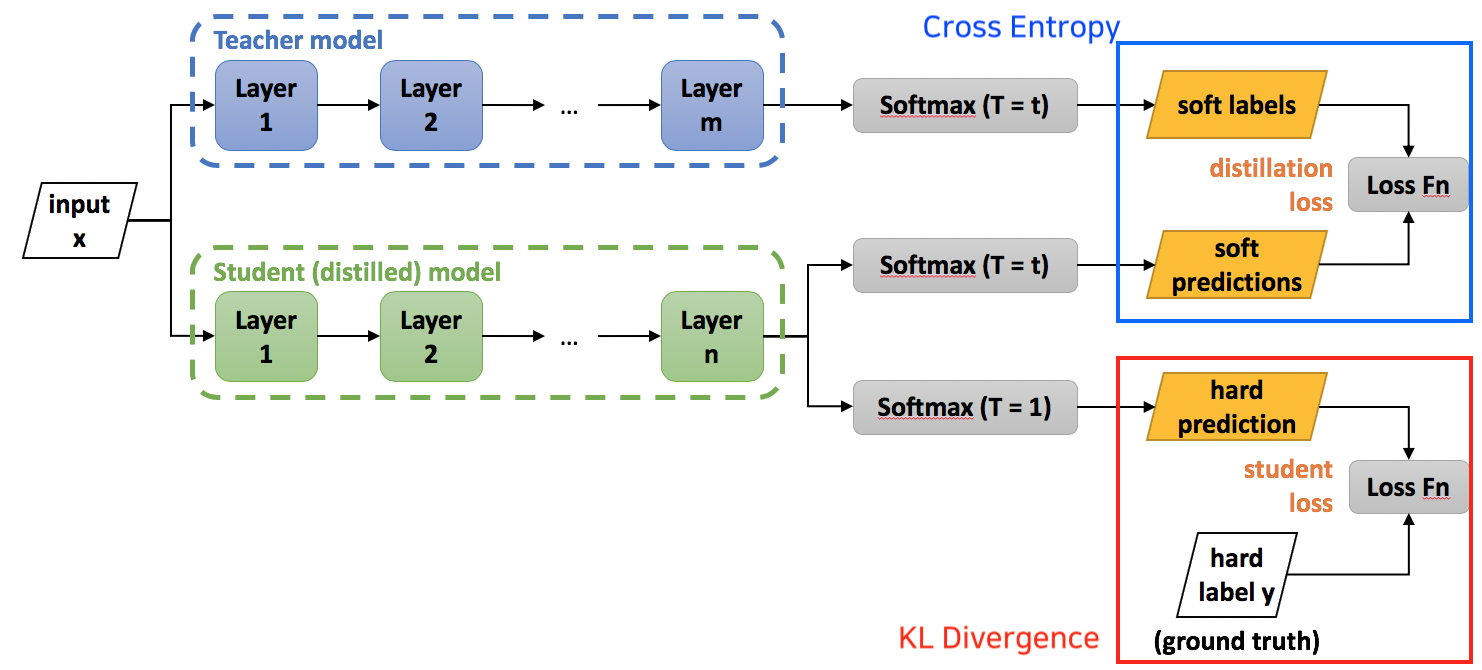 Cross Entropy
Teacher model
Layer
1
Layer
2
...
Layer
m
Softmax (T = t)
soft labels
distillation
loss
Loss Fn
input
x
Student (distilled) model
Layer
1
Layer
2
...
Layer
n
Softmax (T = t)
soft
predictions
Softmax (T = 1)
hard
prediction
student
loss
Loss Fn
hard
label y
(ground truth)
KL Divergence